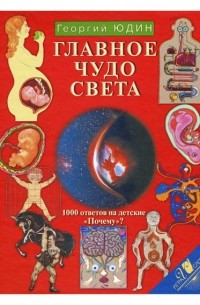 Георгий ЮДИН
ГЛАВНОЕ
ЧУДО
СВЕТА
1000 ответов на детские
«Почему»?